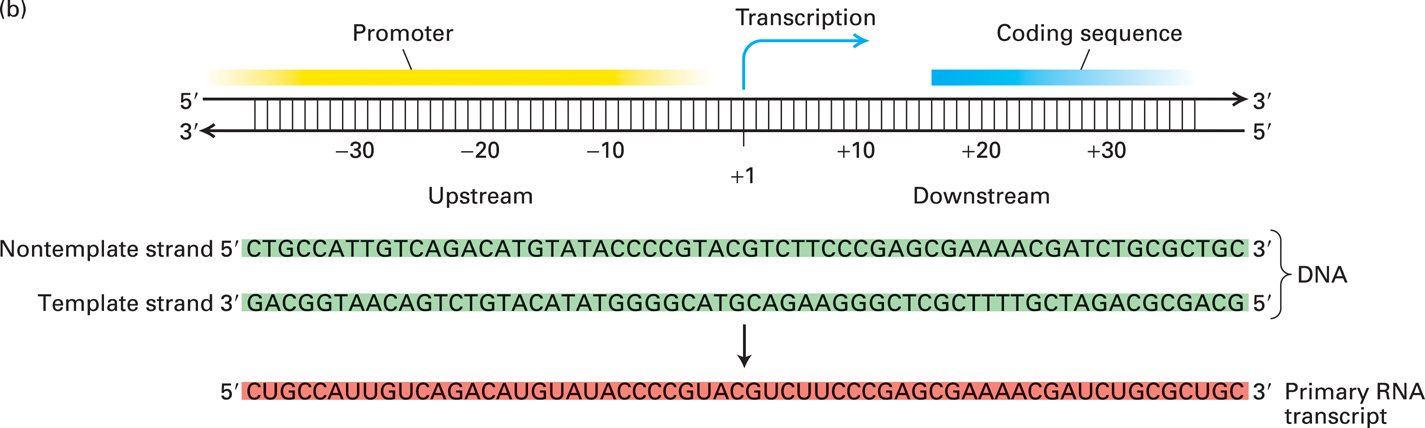 (b)
Transcription
Promoter
Coding sequence
5′ 3′
3′ 5′
−30 −20 −10 +10 +20 +30
+1
Upstream Downstream
Nontemplate strand 5′ CTGCCATTGTCAGACATGTATACCCCGTACGTCTTCCCGAGCGAAAACGATCTGCGCTGC 3′
DNA
Template strand 3′ GACGGTAACAGTCTGTACATATGGGGCATGCAGAAGGGCTCGCTTTTGCTAGACGCGACG 5′
5′ CUGCCAUUGUCAGACAUGUAUACCCCGUACGUCUUCCCGAGCGAAAACGAUCUGCGCUGC 3′ Primary RNA
transcript